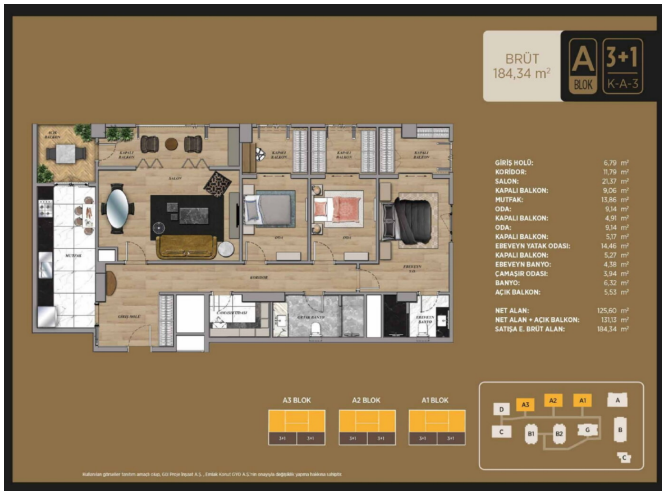 BRÜT
184,34 m²
A
BLOK
3+1
K-A-3
AÇIK
BALKON
KAPALI
BALKON
KAPALI
BALKON
KAPALI
BALKON
KAPALI
BALKON
SALON
MUTFAK
ODA
ODA
EBEVEYN
KORİDOR
GİRİŞ HOLÜ
ÇAMAŞIR ODASI
EBEVEYN
BANYO
GİRİŞ HOLÜ: 6,79 m²
KORİDOR: 11,79 m²
SALON: 21,37 m²
KAPALI BALKON: 9,06 m²
MUTFAK: 13,86 m²
ODA: 9,14 m²
KAPALI BALKON: 4,91 m²
ODA: 9,14 m²
KAPALI BALKON: 5,17 m²
EBEVEYN YATAK ODASI: 14,46 m²
KAPALI BALKON: 5,27 m²
EBEVEYN BANYO: 4,38 m²
ÇAMAŞIR ODASI: 3,94 m²
BANYO: 6,32 m²
AÇIK BALKON: 5,53 m²
NET ALAN: 125,60 m²
NET ALAN + AÇIK BALKON: 131,13 m²
SATIŞA E. BRÜT ALAN: 184,34 m²
A3 BLOK
A2 BLOK
A1 BLOK
3+1 3+1
3+1 3+1
3+1 3+1
D
A3
A2
A1
A
C
B1
B2
G
B
C